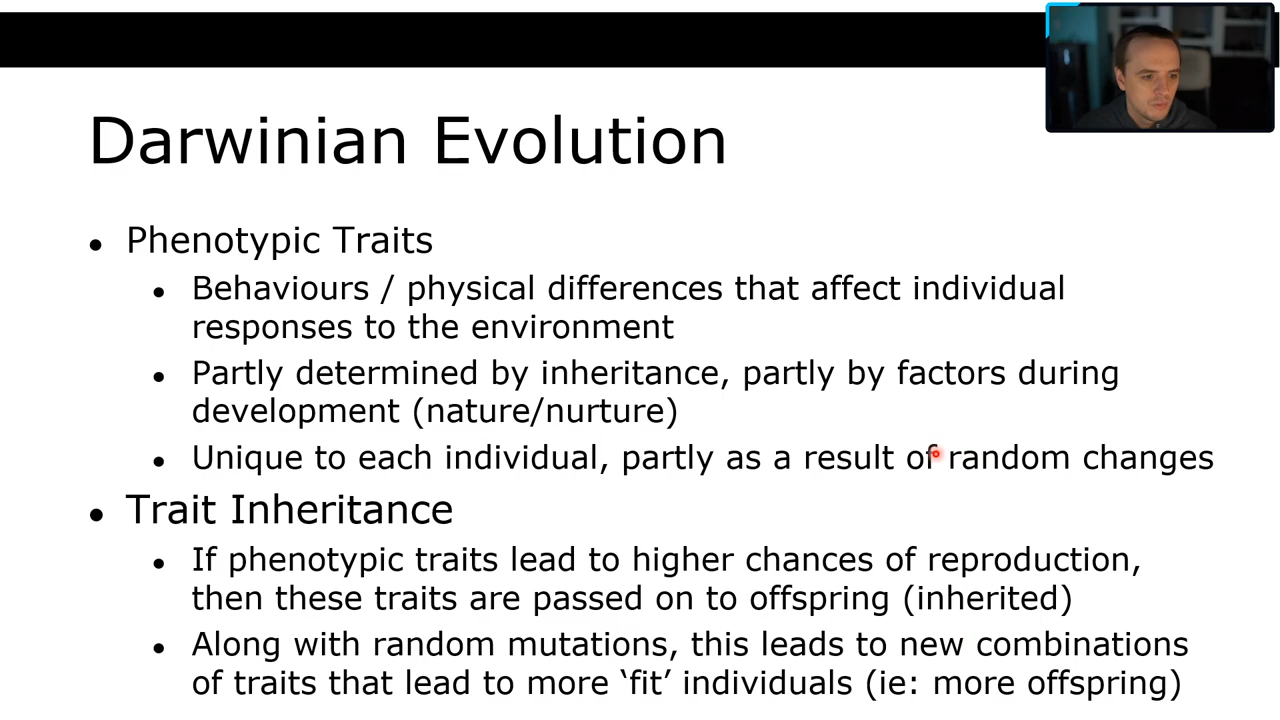 Darwinian Evolution
• Phenotypic Traits
• Behaviours / physical differences that affect individual
responses to the environment
• Partly determined by inheritance, partly by factors during
development (nature/nurture)
• Unique to each individual, partly as a result of random changes
• Trait Inheritance
• If phenotypic traits lead to higher chances of reproduction,
then these traits are passed on to offspring (inherited)
• Along with random mutations, this leads to new combinations
of traits that lead to more ‘fit’ individuals (ie: more offspring)